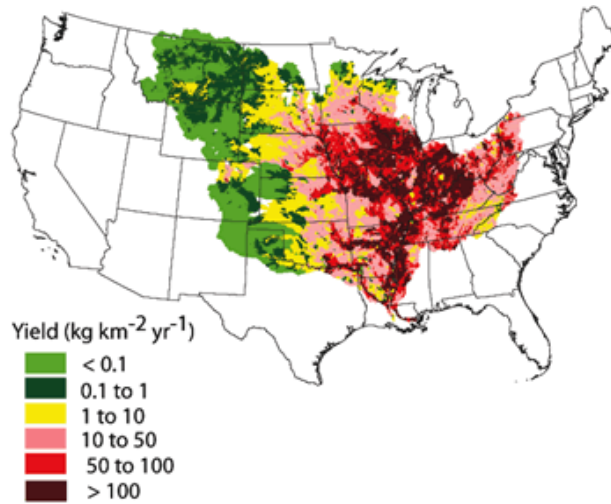 Yield (kg km⁻² yr⁻¹)
< 0.1
0.1 to 1
1 to 10
10 to 50
50 to 100
> 100